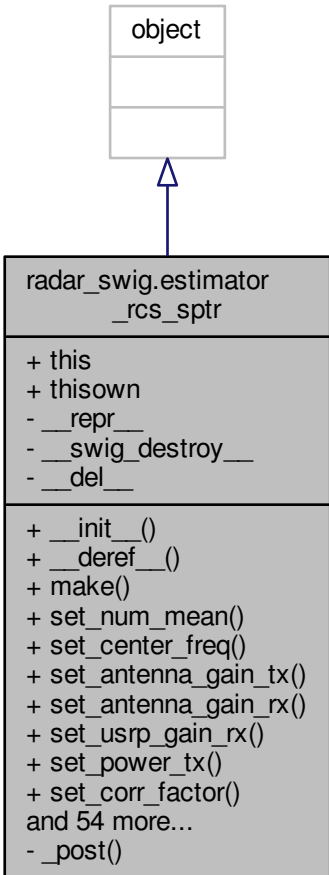 object
radar_swig.estimator
_rcs_sptr
+ this
+ thisown
- __repr__
- __swig_destroy__
- __del__
+ __init__()
+ __deref__()
+ make()
+ set_num_mean()
+ set_center_freq()
+ set_antenna_gain_tx()
+ set_antenna_gain_rx()
+ set_usrp_gain_rx()
+ set_power_tx()
+ set_corr_factor()
and 54 more...
- _post()